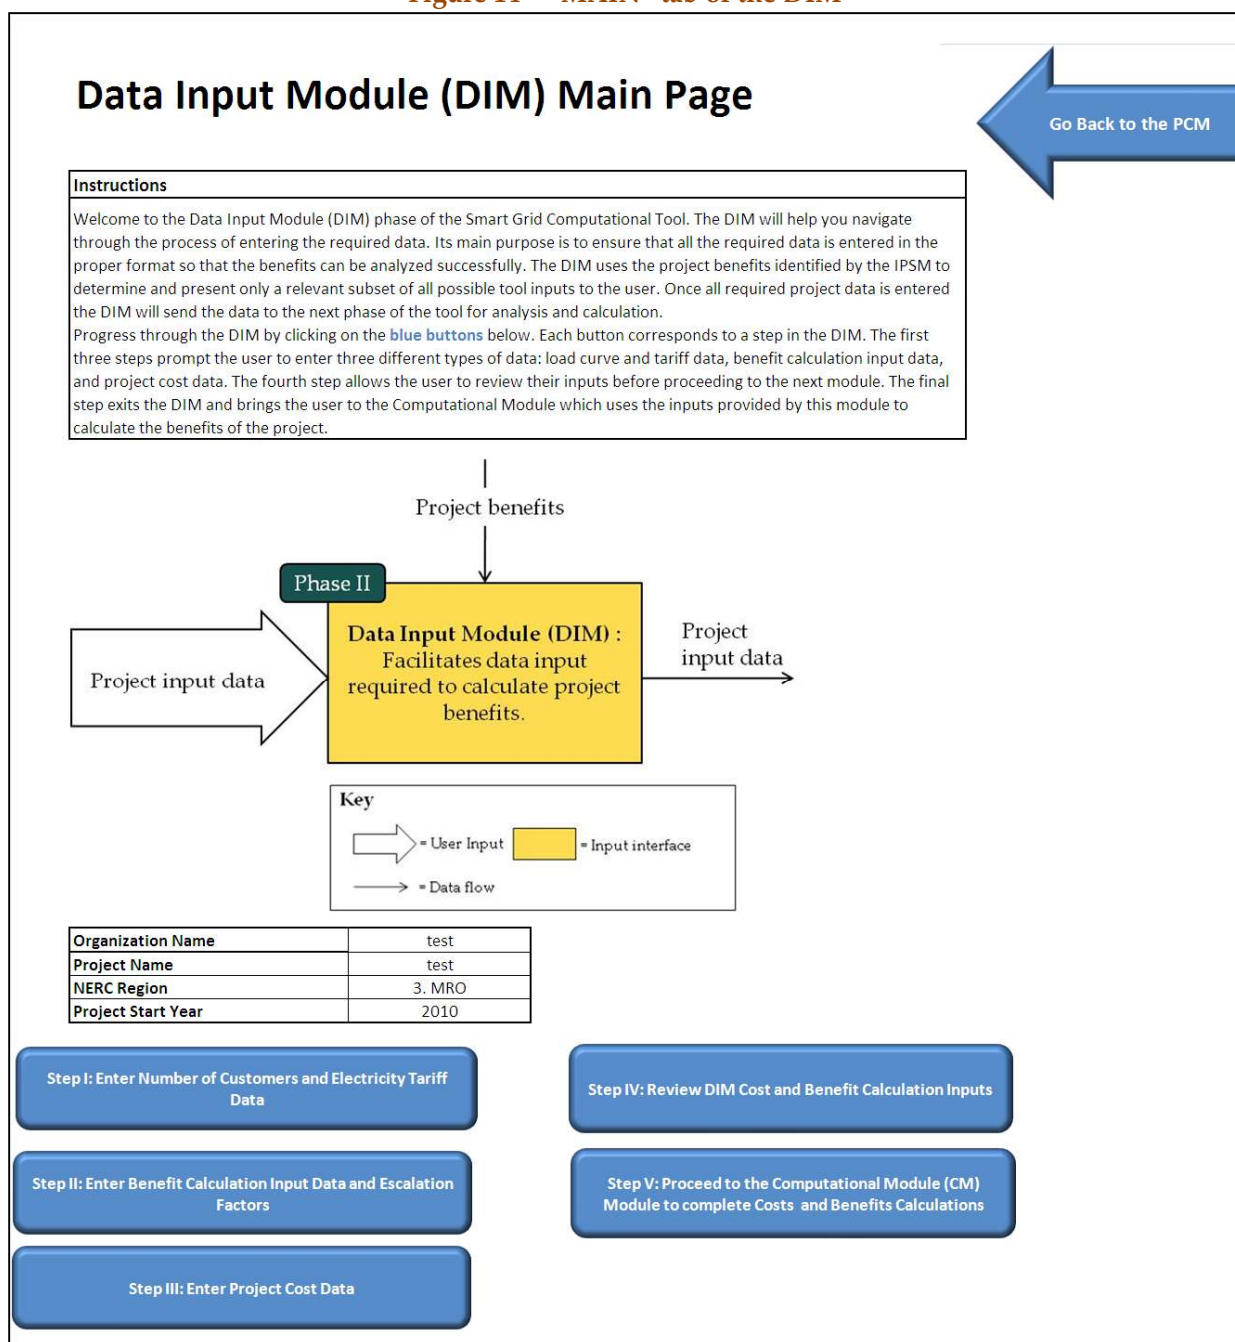 Figure 11 – "MAIN" tab of the DIM
Data Input Module (DIM) Main Page
Go Back to the PCM
Instructions
Welcome to the Data Input Module (DIM) phase of the Smart Grid Computational Tool. The DIM will help you navigate
through the process of entering the required data. Its main purpose is to ensure that all the required data is entered in the
proper format so that the benefits can be analyzed successfully. The DIM uses the project benefits identified by the IPSM to
determine and present only a relevant subset of all possible tool inputs to the user. Once all required project data is entered
the DIM will send the data to the next phase of the tool for analysis and calculation.
Progress through the DIM by clicking on the blue buttons below. Each button corresponds to a step in the DIM. The first
three steps prompt the user to enter three different types of data: load curve and tariff data, benefit calculation input data,
and project cost data. The fourth step allows the user to review their inputs before proceeding to the next module. The final
step exits the DIM and brings the user to the Computational Module which uses the inputs provided by this module to
calculate the benefits of the project.
Project benefits
Phase II
Project input data
Data Input Module (DIM) :
Facilitates data input
required to calculate project
benefits.
Project
input data
Key
= User Input
= Input interface
= Data flow
Organization Name test
Project Name test
NERC Region 3. MRO
Project Start Year 2010
Step I: Enter Number of Customers and Electricity Tariff
Data
Step II: Enter Benefit Calculation Input Data and Escalation
Factors
Step III: Enter Project Cost Data
Step IV: Review DIM Cost and Benefit Calculation Inputs
Step V: Proceed to the Computational Module (CM)
Module to complete Costs and Benefits Calculations